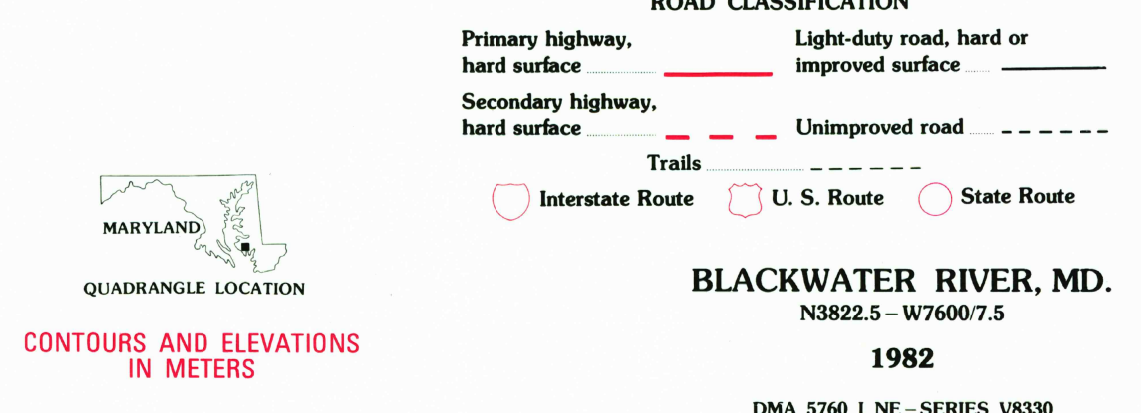 ROAD CLASSIFICATION
Primary highway,
hard surface
Light-duty road, hard or
improved surface
Secondary highway,
hard surface
Unimproved road
Trails
Interstate Route
U. S. Route
State Route
MARYLAND
QUADRANGLE LOCATION
CONTOURS AND ELEVATIONS
IN METERS
BLACKWATER RIVER, MD.
N3822.5 – W7600/7.5
1982
DMA 5760 I NE – SERIES V8330